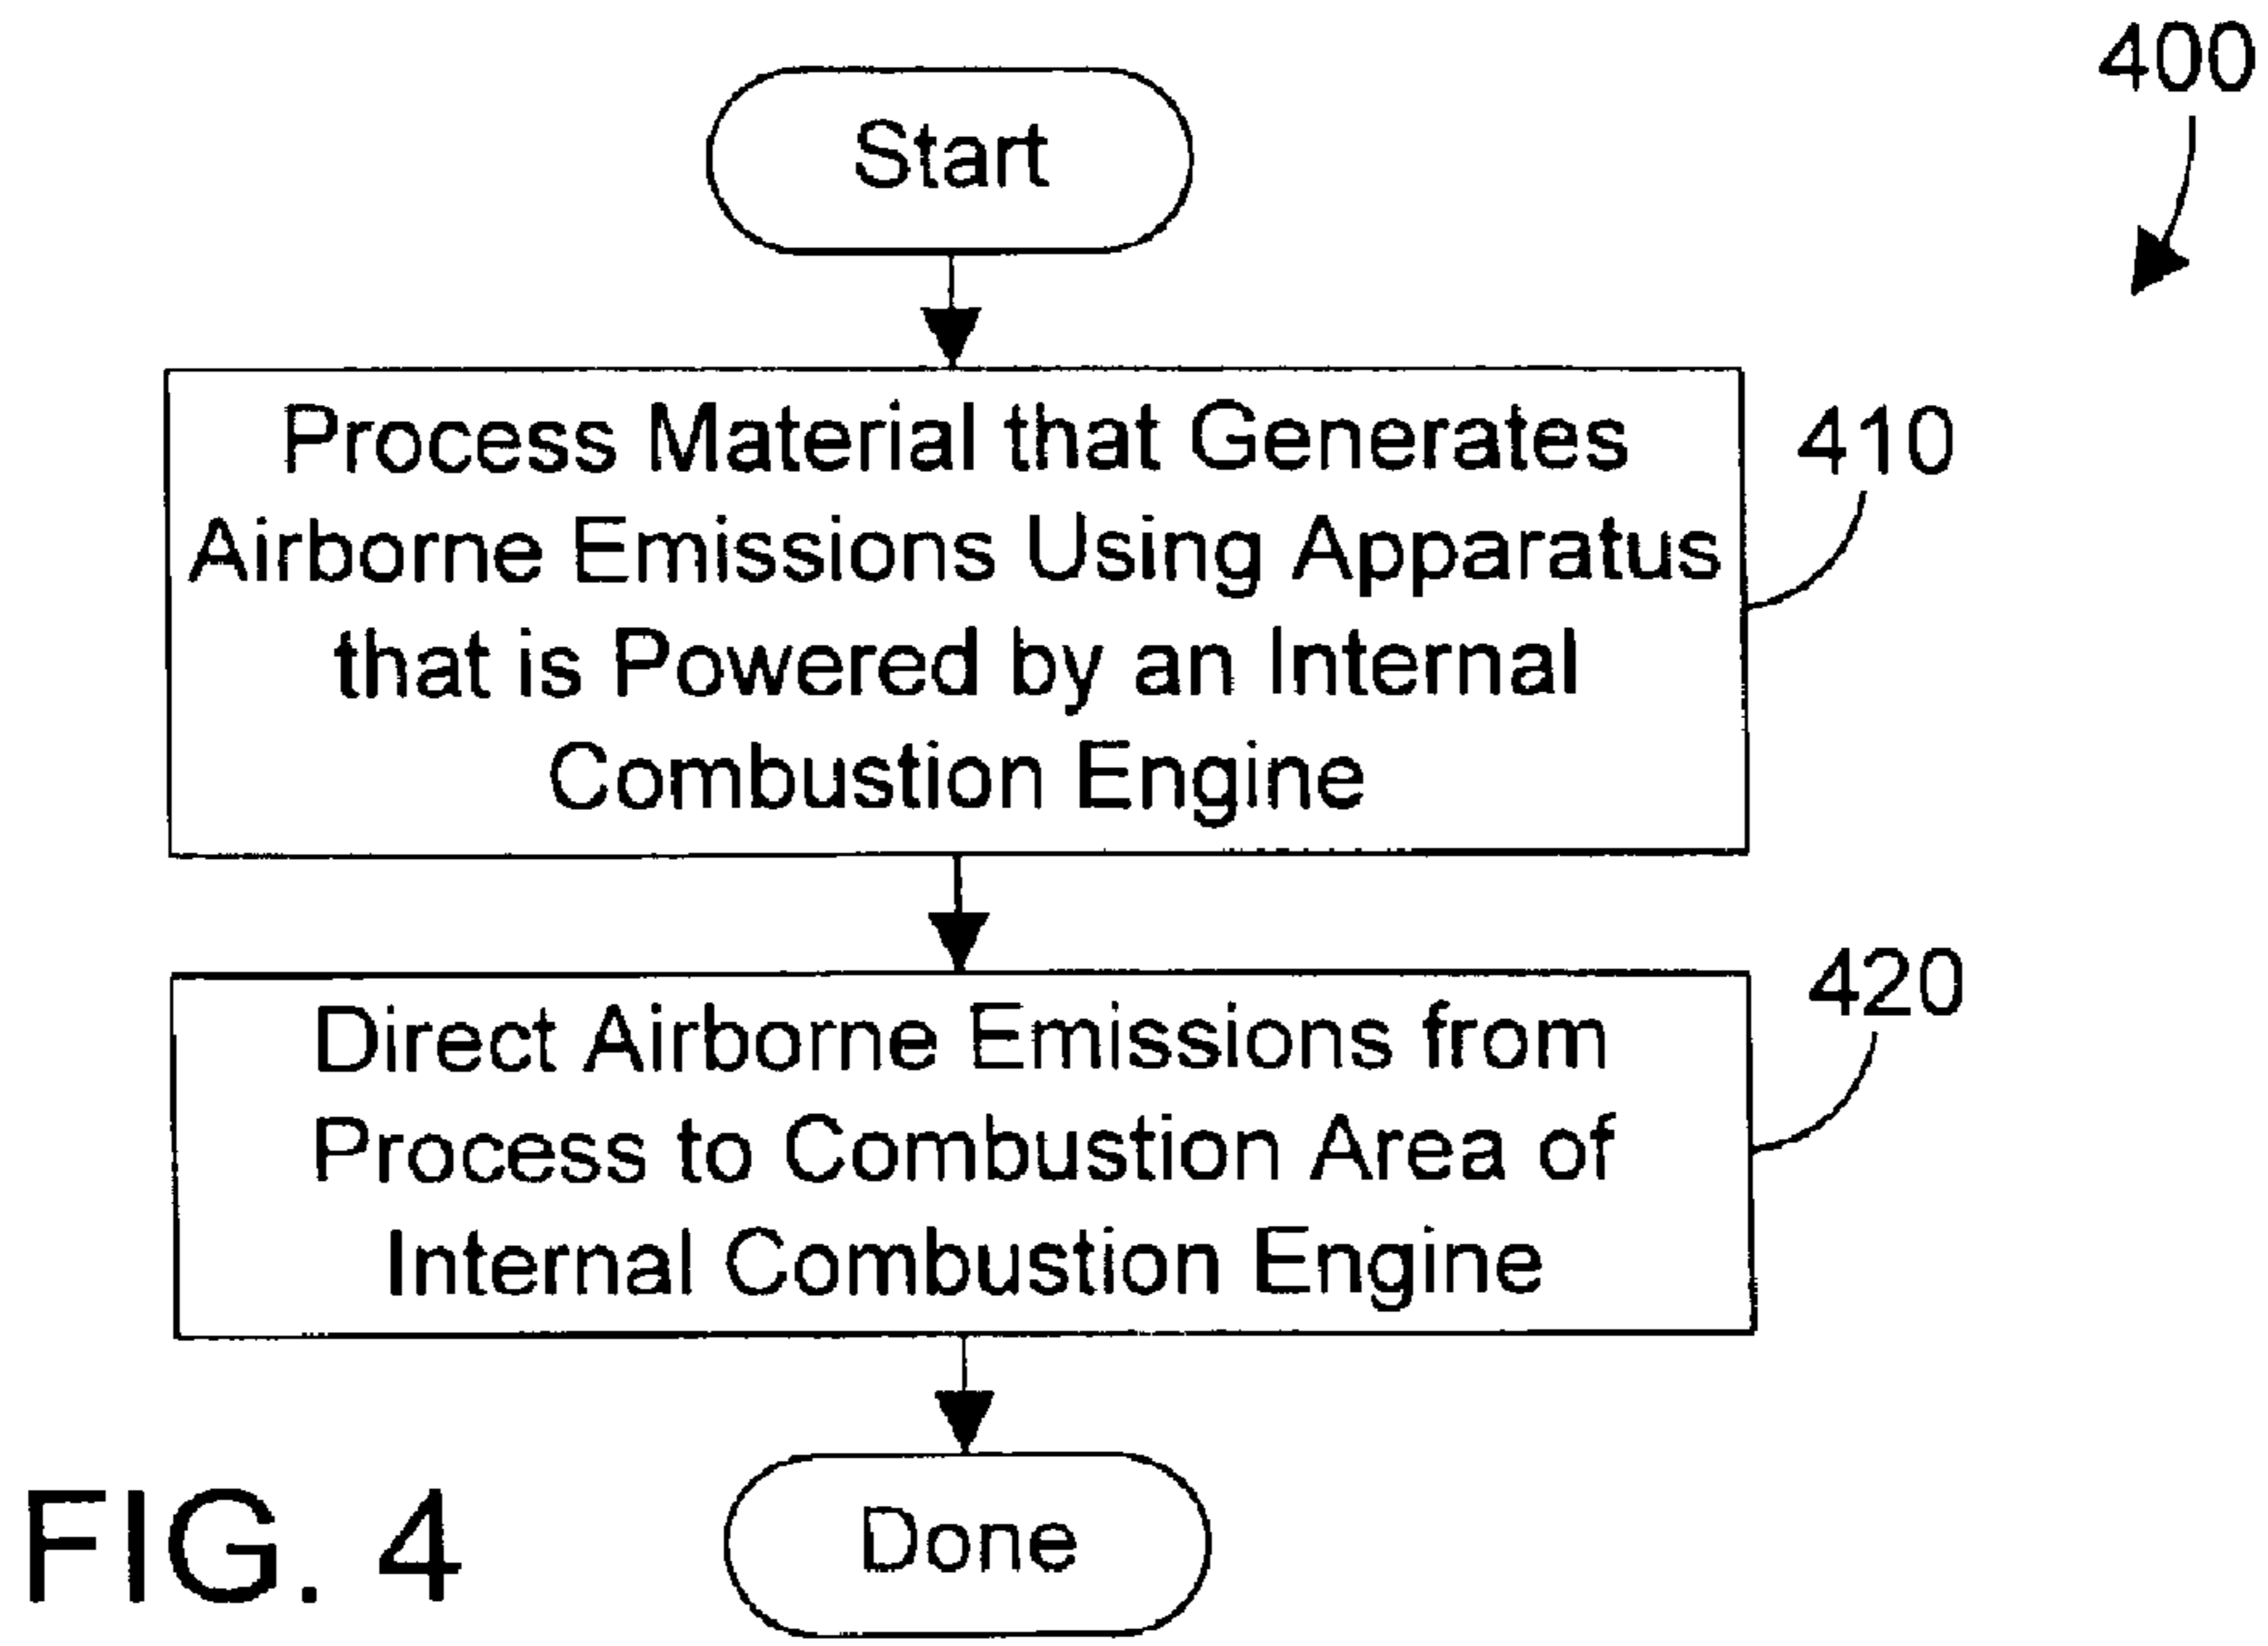 400
Start
Process Material that Generates
Airborne Emissions Using Apparatus
that is Powered by an Internal
Combustion Engine
410
Direct Airborne Emissions from
Process to Combustion Area of
Internal Combustion Engine
420
Done
FIG. 4